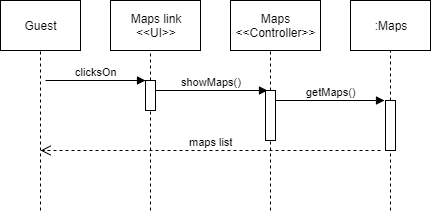 Guest
Maps link
<<UI>>
Maps
<<Controller>>
:Maps
clicksOn
showMaps()
getMaps()
maps list